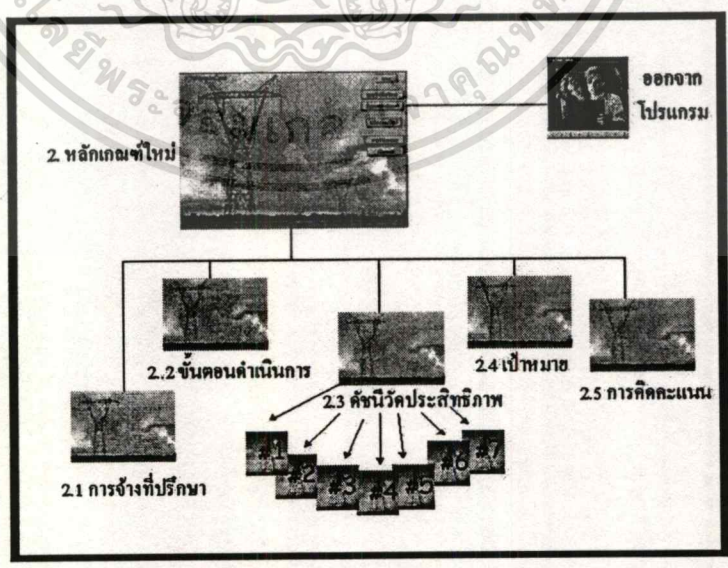 ออกจาก
โปรแกรม
2. หลักเกณฑ์ใหม่
2.2 ขั้นตอนดำเนินการ
2.4 เป้าหมาย
2.3 ดัชนีวัดประสิทธิภาพ
2.5 การคิดคะแนน
2.1 การจ้างที่ปรึกษา
#1
#2
#3
#4
#5
#6
#7